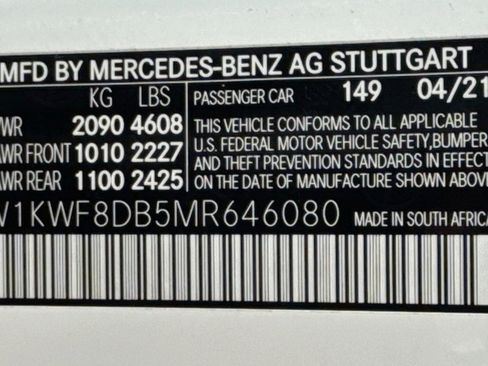 MFD BY MERCEDES-BENZ AG STUTTGART
KG LBS
PASSENGER CAR 149 04/21
WR 2090 4608
AWR FRONT 1010 2227
AWR REAR 1100 2425
THIS VEHICLE CONFORMS TO ALL APPLICABLE
U.S. FEDERAL MOTOR VEHICLE SAFETY, BUMPER
AND THEFT PREVENTION STANDARDS IN EFFECT
ON THE DATE OF MANUFACTURE SHOWN ABOVE
W1KWF8DB5MR646080 MADE IN SOUTH AFRICA